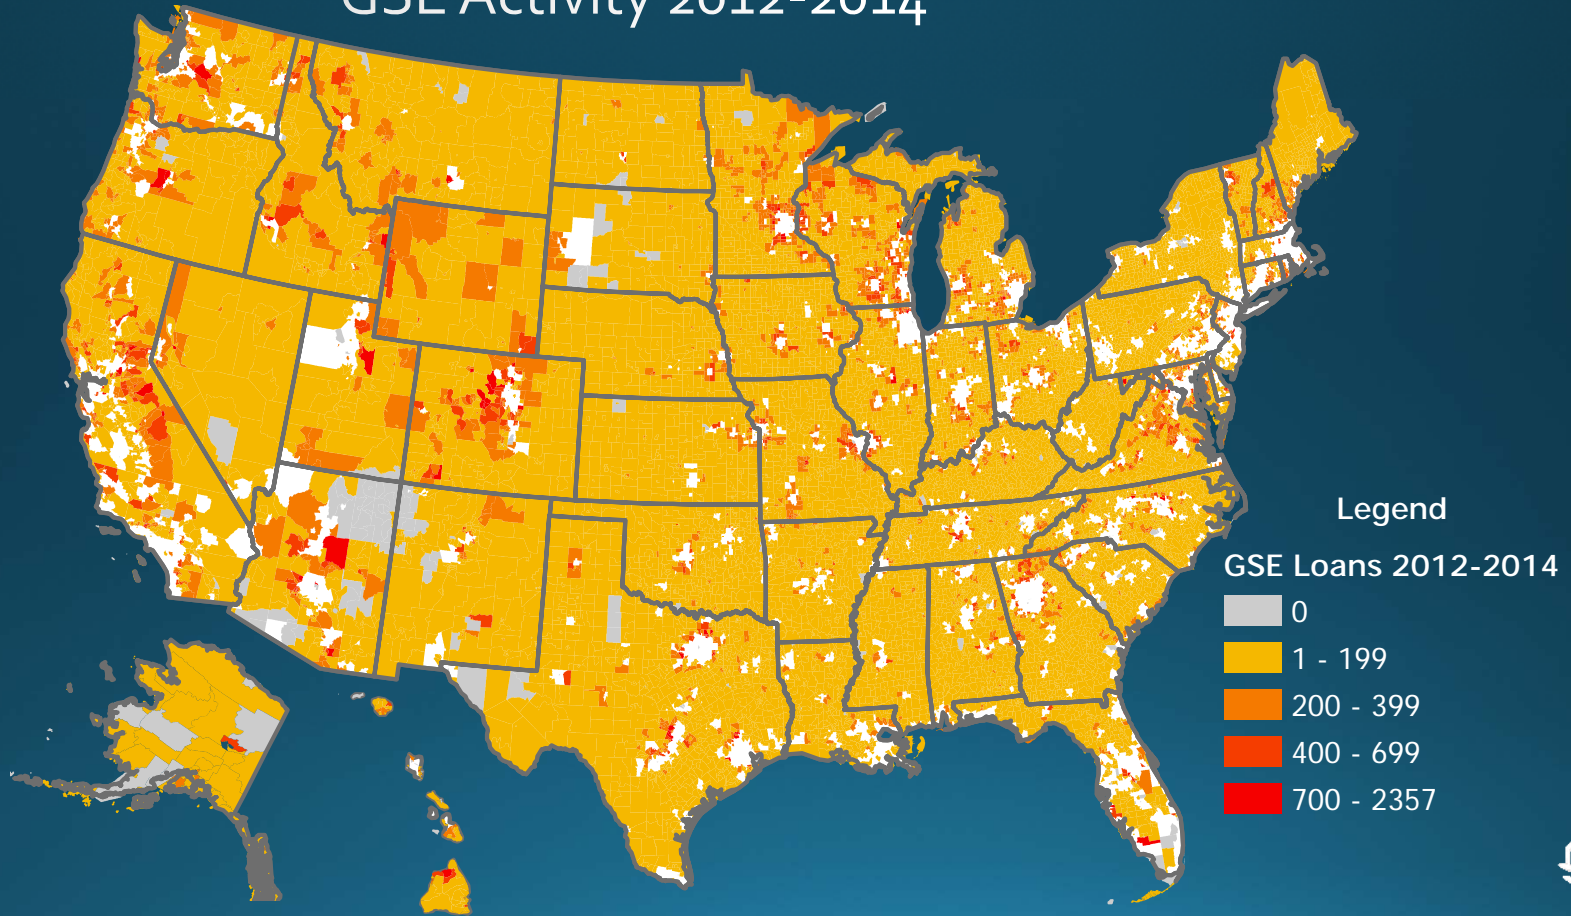 GSE Activity 2012-2014
Legend
GSE Loans 2012-2014
0
1 - 199
200 - 399
400 - 699
700 - 2357